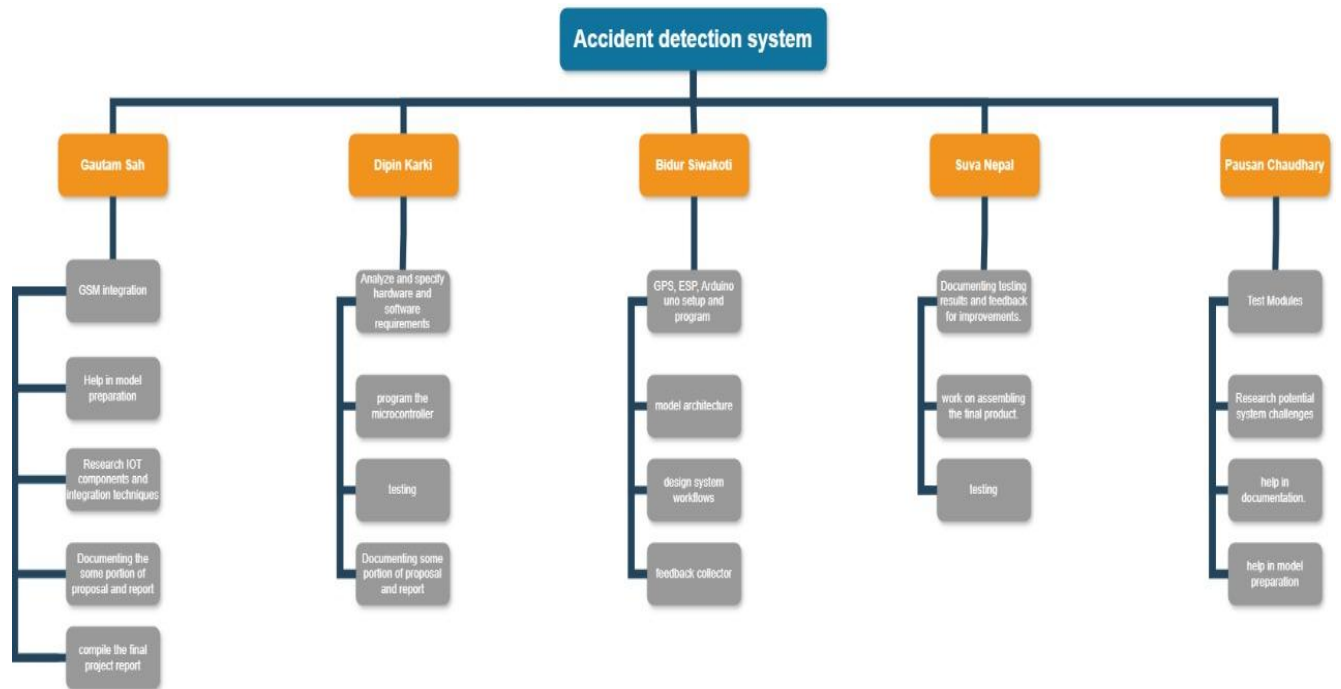 Accident detection system
Gautam Sah
Dipin Karki
Bidur Siwakoti
Suva Nepal
Pausan Chaudhary
GSM integration
Help in model
preparation
Research IOT
components and
integration techniques
Documenting the
some portion of
proposal and report
compile the final
project report
Analyze and specify
hardware and
software
requirements
program the
microcontroller
testing
Documenting some
portion of proposal
and report
GPS, ESP, Arduino
uno setup and
program
model architecture
design system
workflows
feedback collector
Documenting testing
results and feedback
for improvements.
work on assembling
the final product.
testing
Test Modules
Research potential
system challenges
help in
documentation.
help in model
preparation